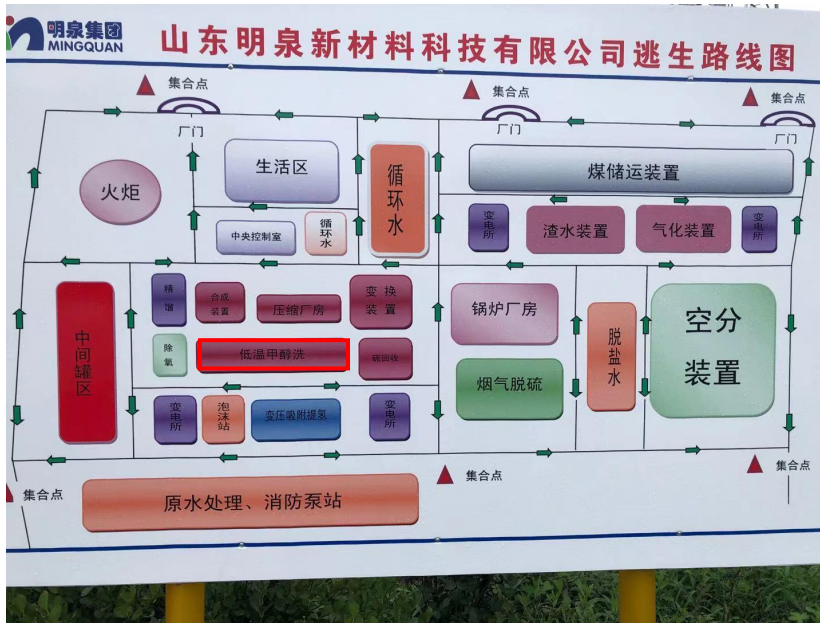 明泉集团
MINGQUAN
山东明泉新材料科技有限公司逃生路线图
集合点
集合点
集合点
厂门
厂门
厂门
火炬
生活区
循环水
煤储运装置
中央控制室
循环水
变电所
渣水装置
气化装置
变电所
中间罐区
精馏
合成装置
压缩厂房
变换装置
锅炉厂房
脱盐水
空分装置
除氧
低温甲醇洗
硫回收
烟气脱硫
变电所
泡沫站
变压吸附提氢
变电所
集合点
集合点
集合点
原水处理、消防泵站